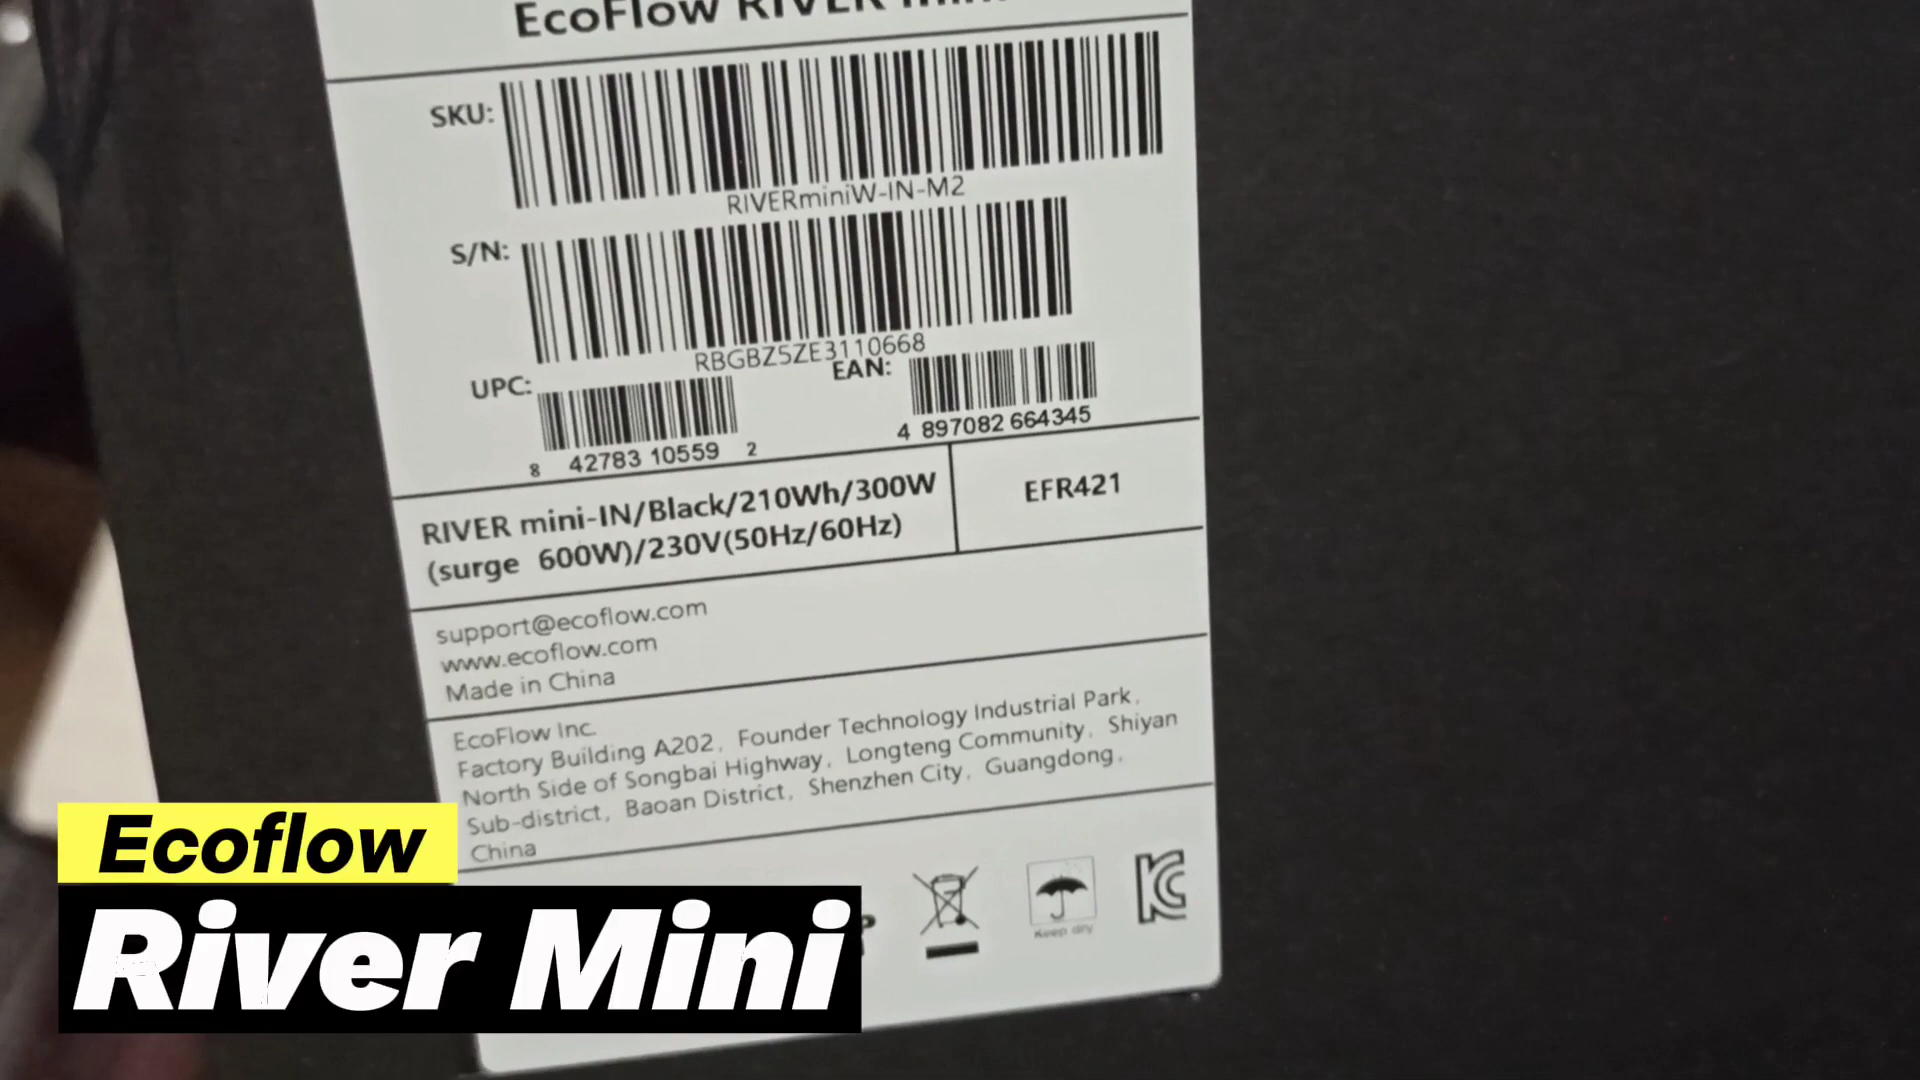 EcoFlow RIVER mini
SKU:
RIVERminiW-IN-M2
S/N:
RBGBZ5ZE3110668
UPC:
EAN:
8 42783 10559 2
4 897082 664345
RIVER mini-IN/Black/210Wh/300W
(surge 600W)/230V(50Hz/60Hz)
EFR421
support@ecoflow.com
www.ecoflow.com
Made in China
EcoFlow Inc.
Factory Building A202, Founder Technology Industrial Park,
North Side of Songbai Highway, Longteng Community, Shiyan
Sub-district, Baoan District, Shenzhen City, Guangdong,
China
Keep dry
Ecoflow
River Mini